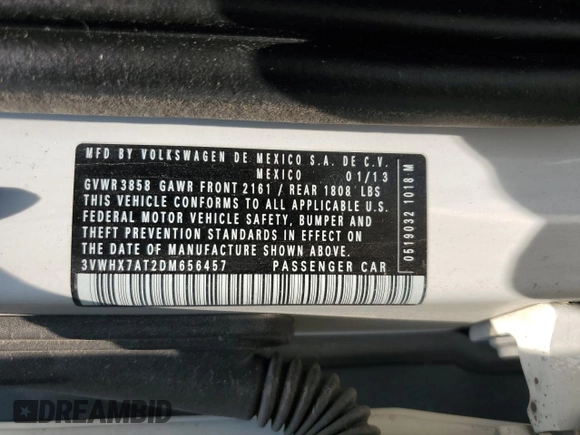 MFD BY VOLKSWAGEN DE MEXICO S.A. DE C.V.
MEXICO 01/13
GVWR3858 GAWR FRONT 2161 / REAR 1808 LBS
THIS VEHICLE CONFORMS TO ALL APPLICABLE U.S.
FEDERAL MOTOR VEHICLE SAFETY, BUMPER AND
THEFT PREVENTION STANDARDS IN EFFECT ON
THE DATE OF MANUFACTURE SHOWN ABOVE.
3VWHX7AT2DM656457 PASSENGER CAR
0519032 1018 M
DREAMBID